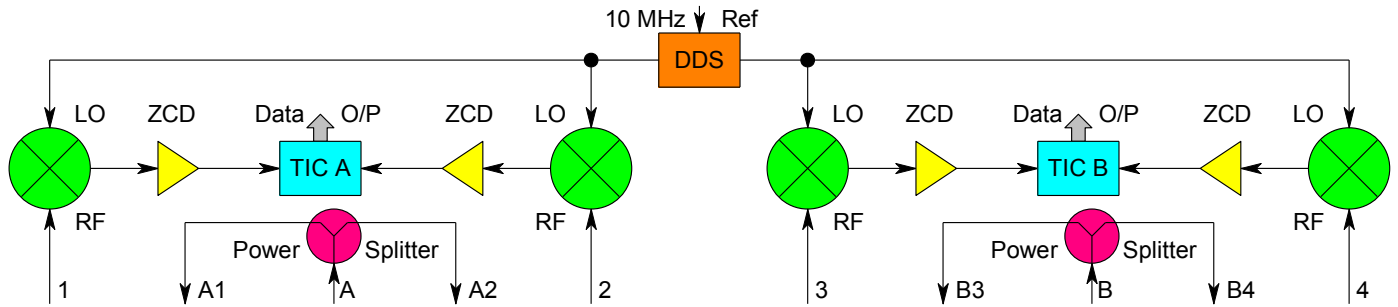 10 MHz Ref
DDS
LO ZCD Data O/P ZCD LO LO ZCD Data O/P ZCD LO
TIC A TIC B
RF RF RF RF
Power Splitter Power Splitter
1 A1 A A2 2 3 B3 B B4 4